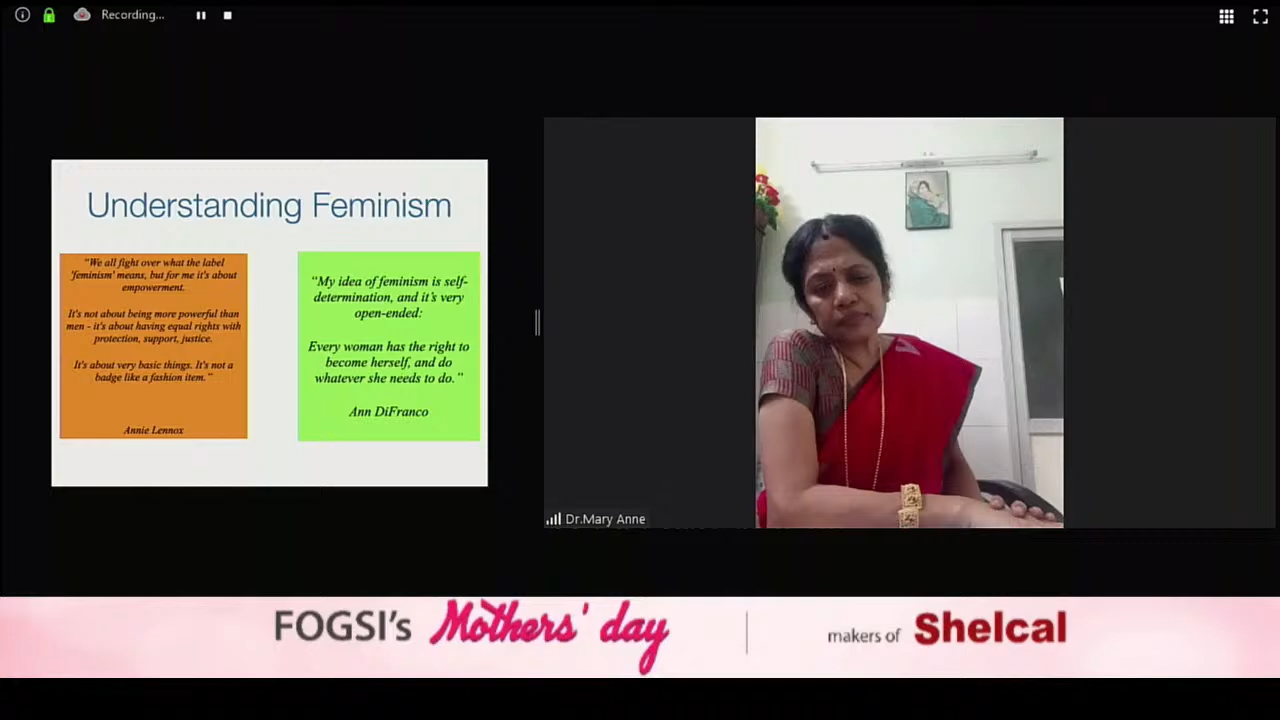 Recording...
Understanding Feminism
“We all fight over what the label
'feminism' means, but for me it's about
empowerment.
It's not about being more powerful than
men - it's about having equal rights with
protection, support, justice.
It's about very basic things. It's not a
badge like a fashion item.”
Annie Lennox
“My idea of feminism is self-
determination, and it’s very
open-ended:
Every woman has the right to
become herself, and do
whatever she needs to do.”
Ann DiFranco
Dr.Mary Anne
FOGSI’s Mothers' day
makers of Shelcal